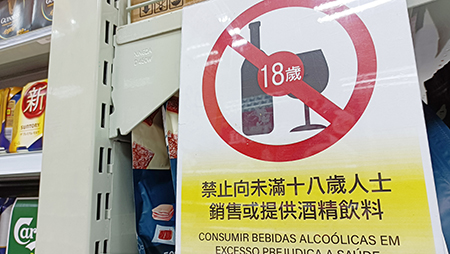 18歲
禁止向未滿十八歲人士
銷售或提供酒精飲料
CONSUMIR BEBIDAS ALCOÓLICAS EM
EXCESSO PREJUDICA A SAÚDE
新
Car